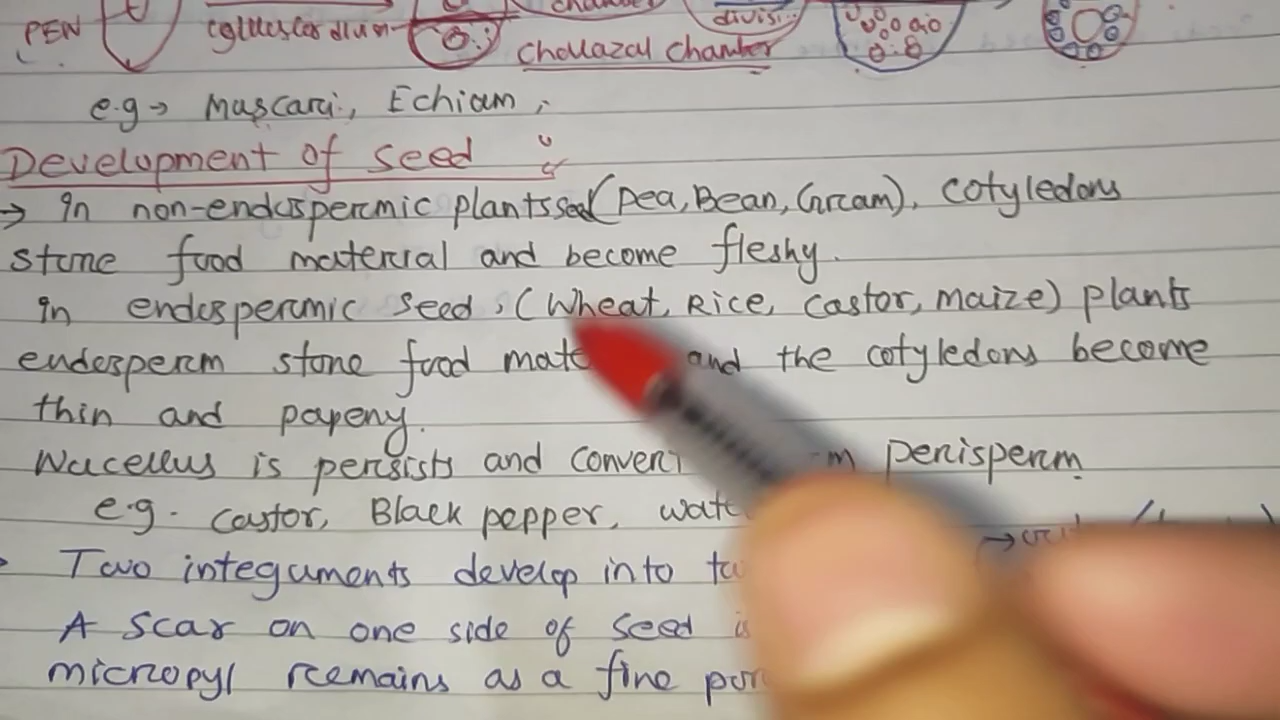 PEN
chamber
chalazal chamber
e.g → Muscari, Echium,
Development of seed :
→ In non-endospermic plants seed (Pea, Bean, Gram), cotyledons
store food material and become fleshy.
In endospermic seed, (Wheat, Rice, castor, maize) plants
endosperm store food and the cotyledons become
thin and papery.
Nucellus is persists and perisperm
e.g. castor, Black pepper,
Two integuments develop into
A scar on one side of seed is
micropyl remains as a fine